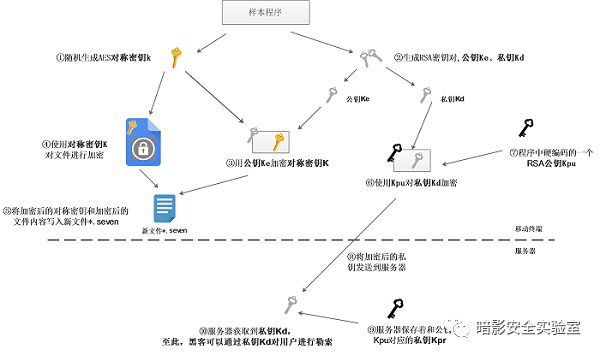 样本程序
①随机生成AES对称密钥k
②生成RSA密钥对,公钥Ke、私钥Kd
公钥Ke
私钥Kd
④使用对称密钥K
对文件进行加密
③用公钥Ke加密对称密钥K
⑥使用Kpu对私钥Kd加密
⑦程序中硬编码的一个
RSA公钥Kpu
⑤将加密后的对称密钥和加密后的
文件内容写入新文件*.seven
新文件*.seven
移动终端
服务器
⑧将加密后的私
钥发送到服务器
⑩服务器获取到私钥Kd,
至此,黑客可以通过私钥Kd对用户进行勒索
⑨服务器保存着和公钥
Kpu对应的私钥Kpr
暗影安全实验室